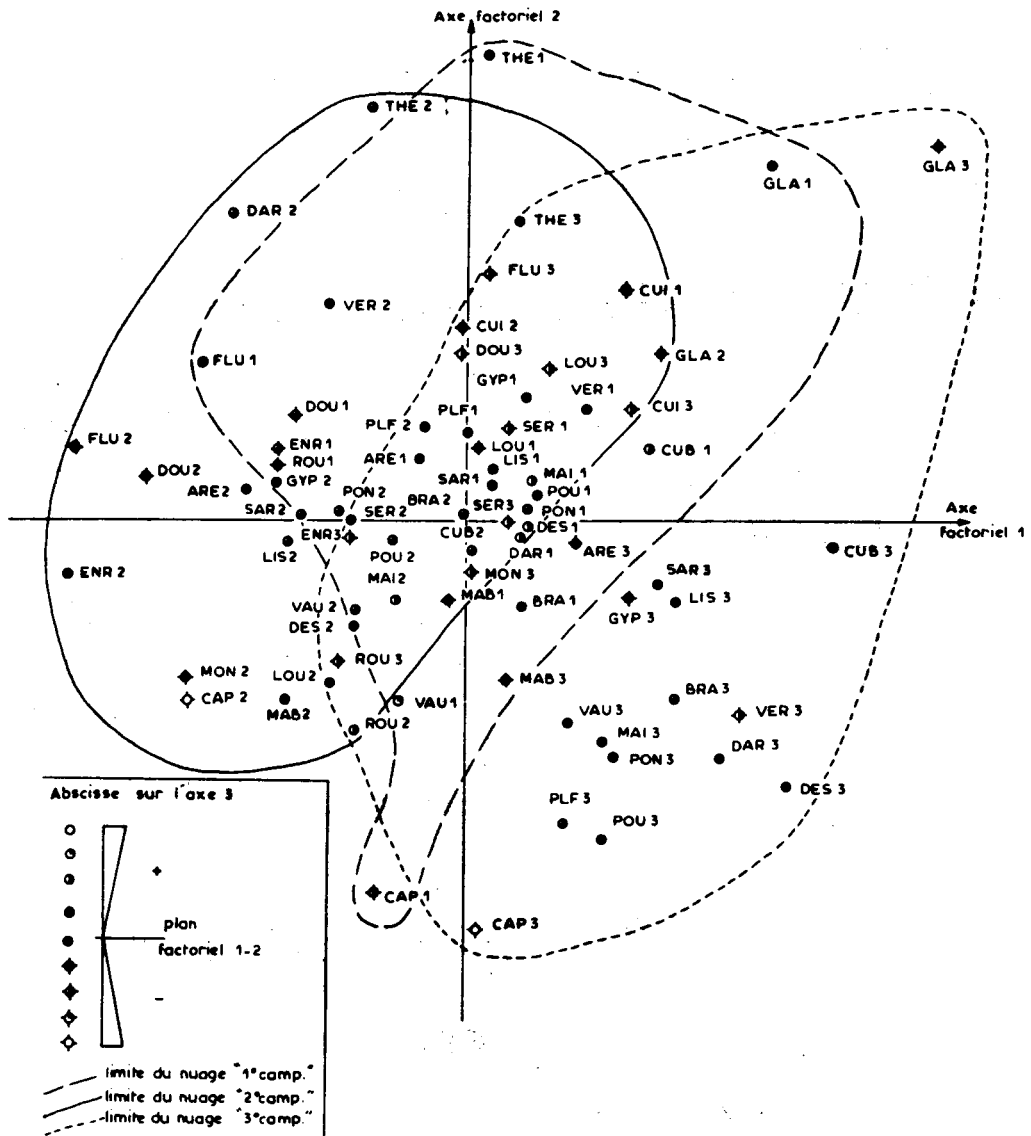 Axe factoriel 2
THE 1
THE 2
GLA 3
GLA 1
DAR 2
THE 3
FLU 3
CUI 1
VER 2
CUI 2
DOU 3
GLA 2
FLU 1
LOU 3
GYP 1
VER 1
CUI 3
DOU 1
PLF 1
PLF 2
SER 1
FLU 2
ENR 1
LOU 1
CUB 1
ROU 1
ARE 1
LIS 1
DOU 2
GYP 2
SAR 1
MAI 1
ARE 2
POU 1
PON 2
BRA 2
SER 3
PON 1
SAR 2
SER 2
Axe
factoriel 1
ENR 3
CUB 2
DES 1
LIS 2
POU 2
DAR 1
ARE 3
CUB 3
ENR 2
MON 3
SAR 3
MAI 2
MAB 1
BRA 1
LIS 3
VAU 2
GYP 3
DES 2
ROU 3
MON 2
LOU 2
MAB 3
CAP 2
BRA 3
MAB 2
VAU 1
VAU 3
VER 3
ROU 2
MAI 3
PON 3
DAR 3
DES 3
Abscisse sur l'axe 3
PLF 3
POU 3
+
CAP 1
plan
factoriel 1-2
CAP 3
-
limite du nuage "1°camp."
limite du nuage "2°camp."
limite du nuage "3°camp."